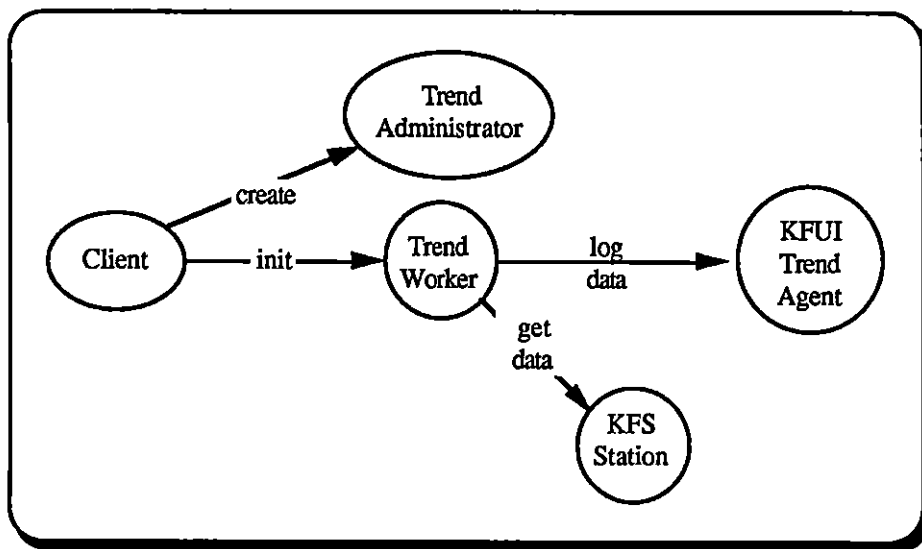 Trend
Administrator
create
Client
init
Trend
Worker
log
data
KFUI
Trend
Agent
get
data
KFS
Station